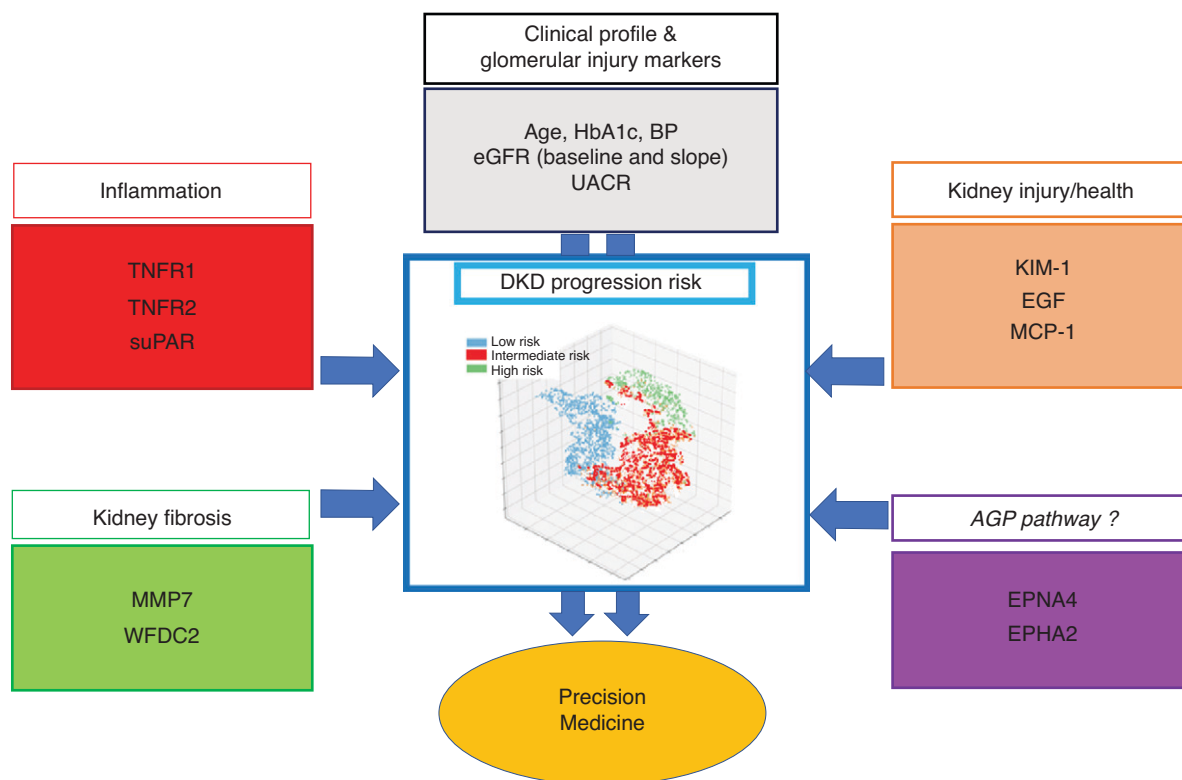 Clinical profile &
glomerular injury markers
Age, HbA1c, BP
eGFR (baseline and slope)
UACR
Inflammation
TNFR1
TNFR2
suPAR
Kidney injury/health
KIM-1
EGF
MCP-1
DKD progression risk
Low risk
Intermediate risk
High risk
Kidney fibrosis
MMP7
WFDC2
AGP pathway ?
EPNA4
EPHA2
Precision
Medicine